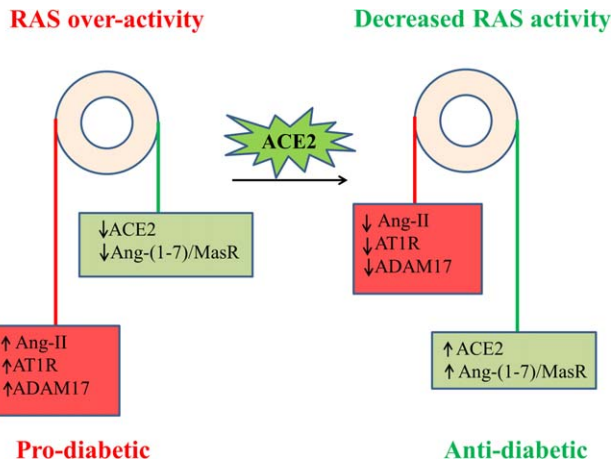 RAS over-activity
Decreased RAS activity
ACE2
↓ACE2
↓Ang-(1-7)/MasR
↑ Ang-II
↑AT1R
↑ADAM17
↓ Ang-II
↓AT1R
↓ADAM17
↑ACE2
↑ Ang-(1-7)/MasR
Pro-diabetic
Anti-diabetic